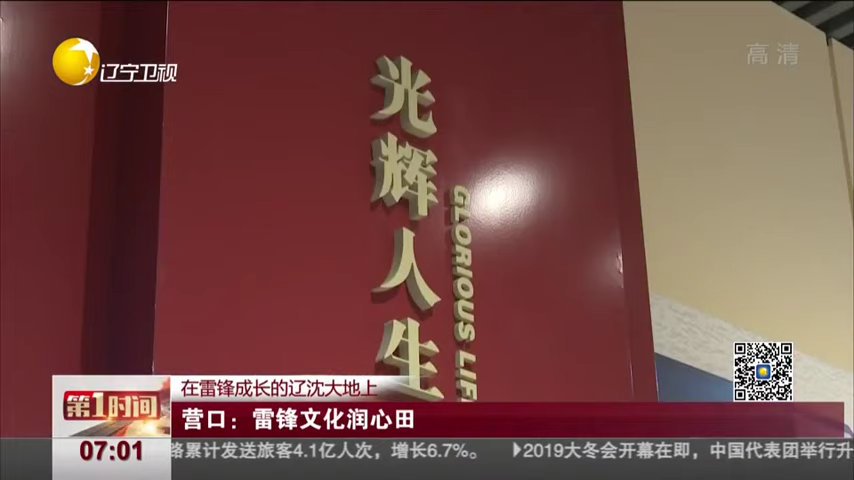 辽宁卫视
高清
光辉人生
GLORIOUS LIF
在雷锋成长的辽沈大地上
第1时间
营口：雷锋文化润心田
07:01
路累计发送旅客4.1亿人次，增长6.7%。 ▶2019大冬会开幕在即，中国代表团举行升